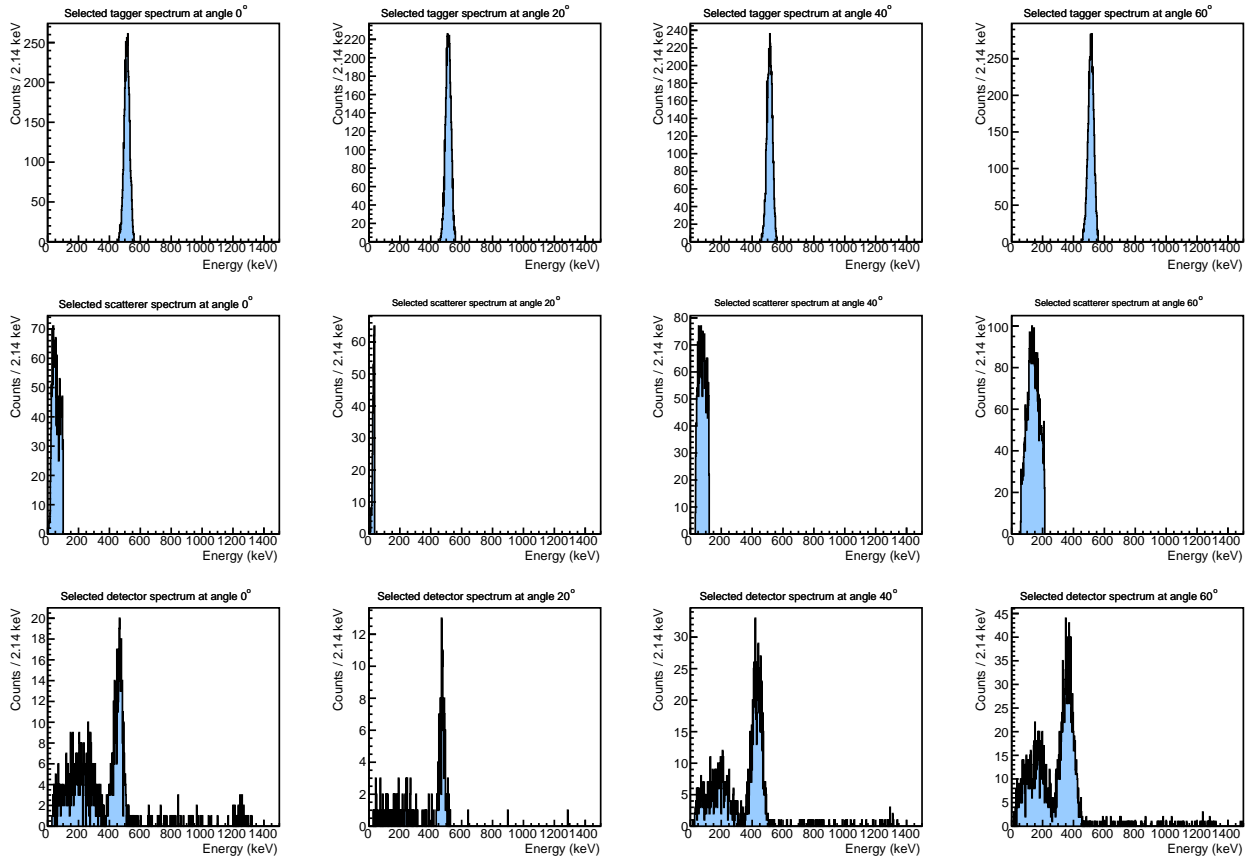 Selected tagger spectrum at angle 0°
Counts / 2.14 keV
250
200
150
100
50
0
0 200 400 600 800 1000 1200 1400
Energy (keV)
Selected tagger spectrum at angle 20°
Counts / 2.14 keV
220
200
180
160
140
120
100
80
60
40
20
0
0 200 400 600 800 1000 1200 1400
Energy (keV)
Selected tagger spectrum at angle 40°
Counts / 2.14 keV
240
220
200
180
160
140
120
100
80
60
40
20
0
0 200 400 600 800 1000 1200 1400
Energy (keV)
Selected tagger spectrum at angle 60°
Counts / 2.14 keV
250
200
150
100
50
0
0 200 400 600 800 1000 1200 1400
Energy (keV)
Selected scatterer spectrum at angle 0°
Counts / 2.14 keV
70
60
50
40
30
20
10
0
0 200 400 600 800 1000 1200 1400
Energy (keV)
Selected scatterer spectrum at angle 20°
Counts / 2.14 keV
60
50
40
30
20
10
0
0 200 400 600 800 1000 1200 1400
Energy (keV)
Selected scatterer spectrum at angle 40°
Counts / 2.14 keV
80
70
60
50
40
30
20
10
0
0 200 400 600 800 1000 1200 1400
Energy (keV)
Selected scatterer spectrum at angle 60°
Counts / 2.14 keV
100
80
60
40
20
0
0 200 400 600 800 1000 1200 1400
Energy (keV)
Selected detector spectrum at angle 0°
Counts / 2.14 keV
20
18
16
14
12
10
8
6
4
2
0
0 200 400 600 800 1000 1200 1400
Energy (keV)
Selected detector spectrum at angle 20°
Counts / 2.14 keV
12
10
8
6
4
2
0
0 200 400 600 800 1000 1200 1400
Energy (keV)
Selected detector spectrum at angle 40°
Counts / 2.14 keV
30
25
20
15
10
5
0
0 200 400 600 800 1000 1200 1400
Energy (keV)
Selected detector spectrum at angle 60°
Counts / 2.14 keV
45
40
35
30
25
20
15
10
5
0
0 200 400 600 800 1000 1200 1400
Energy (keV)